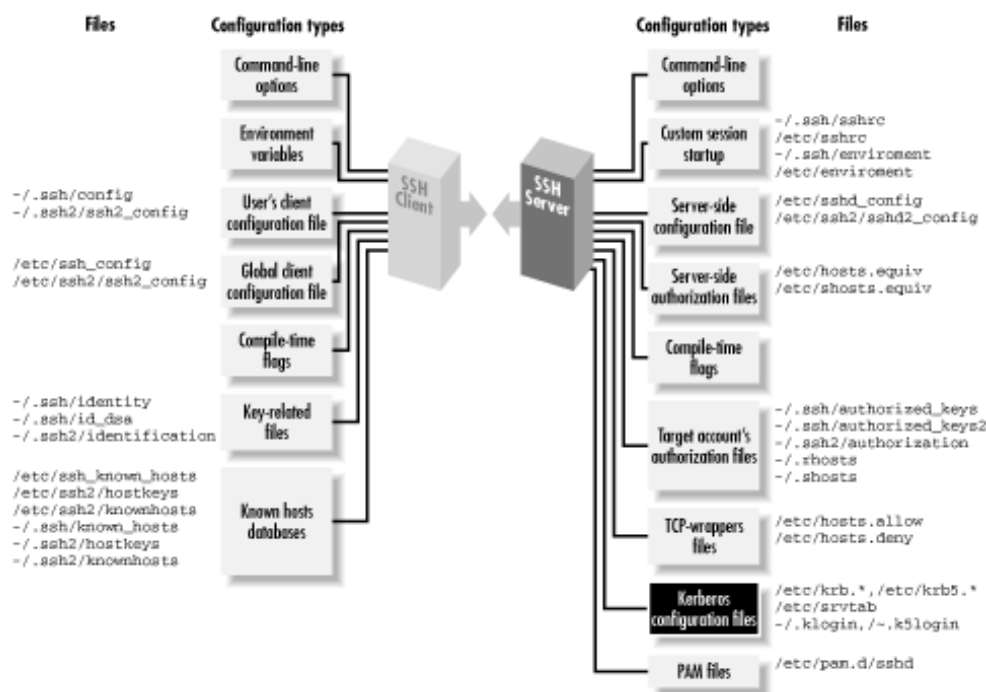 Files
Configuration types
Configuration types
Files
Command-line
options
Environment
variables
-/.ssh/config
-/.ssh2/ssh2_config
User's client
configuration file
/etc/ssh_config
/etc/ssh2/ssh2_config
Global client
configuration file
Compile-time
flags
-/.ssh/identity
-/.ssh/id_dsa
-/.ssh2/identification
Key-related
files
/etc/ssh_known_hosts
/etc/ssh2/hostkeys
/etc/ssh2/knownhosts
-/.ssh/known_hosts
-/.ssh2/hostkeys
-/.ssh2/knownhosts
Known hosts
databases
SSH
Client
SSH
Server
Command-line
options
Custom session
startup
-/.ssh/sshrc
/etc/sshrc
-/.ssh/enviroment
/etc/enviroment
Server-side
configuration file
/etc/sshd_config
/etc/ssh2/sshd2_config
Server-side
authorization files
/etc/hosts.equiv
/etc/shosts.equiv
Compile-time
flags
Target account's
authorization files
-/.ssh/authorized_keys
-/.ssh/authorized_keys2
-/.ssh2/authorization
-/.rhosts
-/.shosts
TCP-wrappers
files
/etc/hosts.allow
/etc/hosts.deny
Kerberos
configuration files
/etc/krb.*,/etc/krb5.*
/etc/srvtab
-/.klogin,/~.k5login
PAM files
/etc/pam.d/sshd